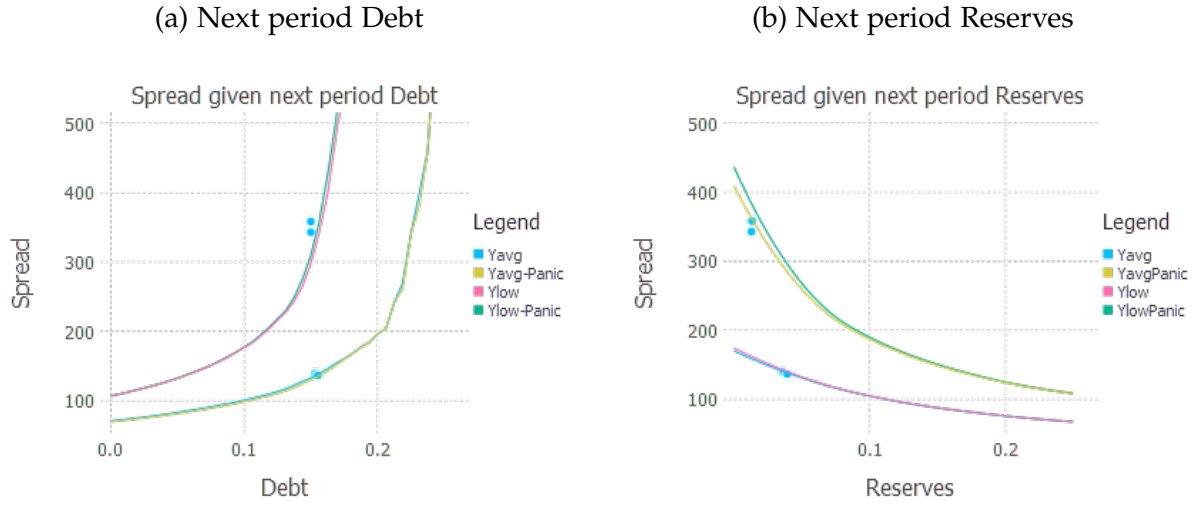 (a) Next period Debt
Spread given next period Debt
500
400
300
200
100
0.0
0.1
0.2
Spread
Debt
Legend
Yavg
Yavg-Panic
Ylow
Ylow-Panic
(b) Next period Reserves
Spread given next period Reserves
500
400
300
200
100
0.1
0.2
Spread
Reserves
Legend
Yavg
YavgPanic
Ylow
YlowPanic